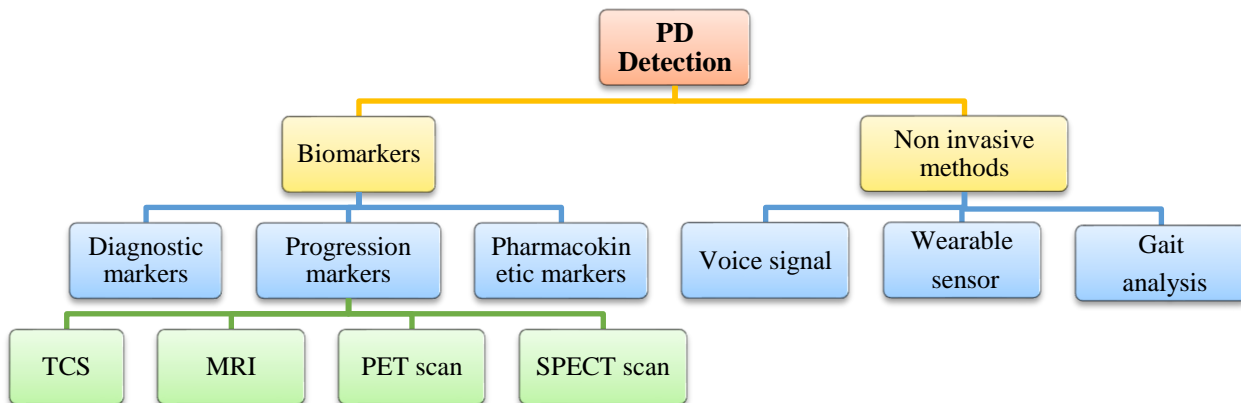 PD
Detection
Biomarkers
Non invasive
methods
Diagnostic
markers
Progression
markers
Pharmacokin
etic markers
Voice signal
Wearable
sensor
Gait
analysis
TCS
MRI
PET scan
SPECT scan